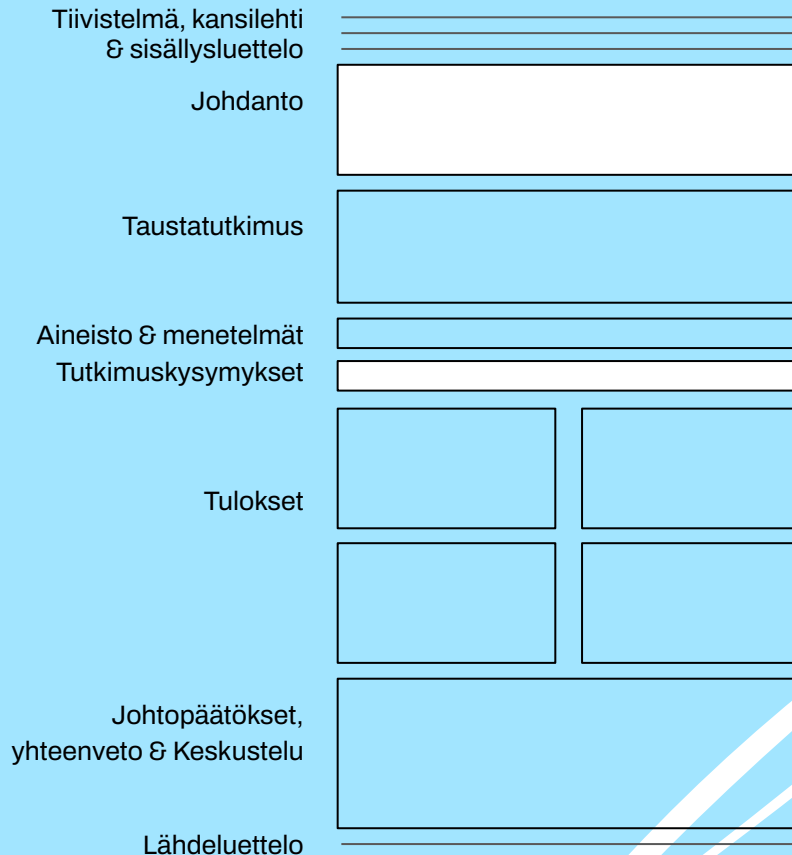 Tiivistelmä, kansilehti
& sisällysluettelo
Johdanto
Taustatutkimus
Aineisto & menetelmät
Tutkimuskysymykset
Tulokset
Johtopäätökset,
yhteenveto & Keskustelu
Lähdeluettelo